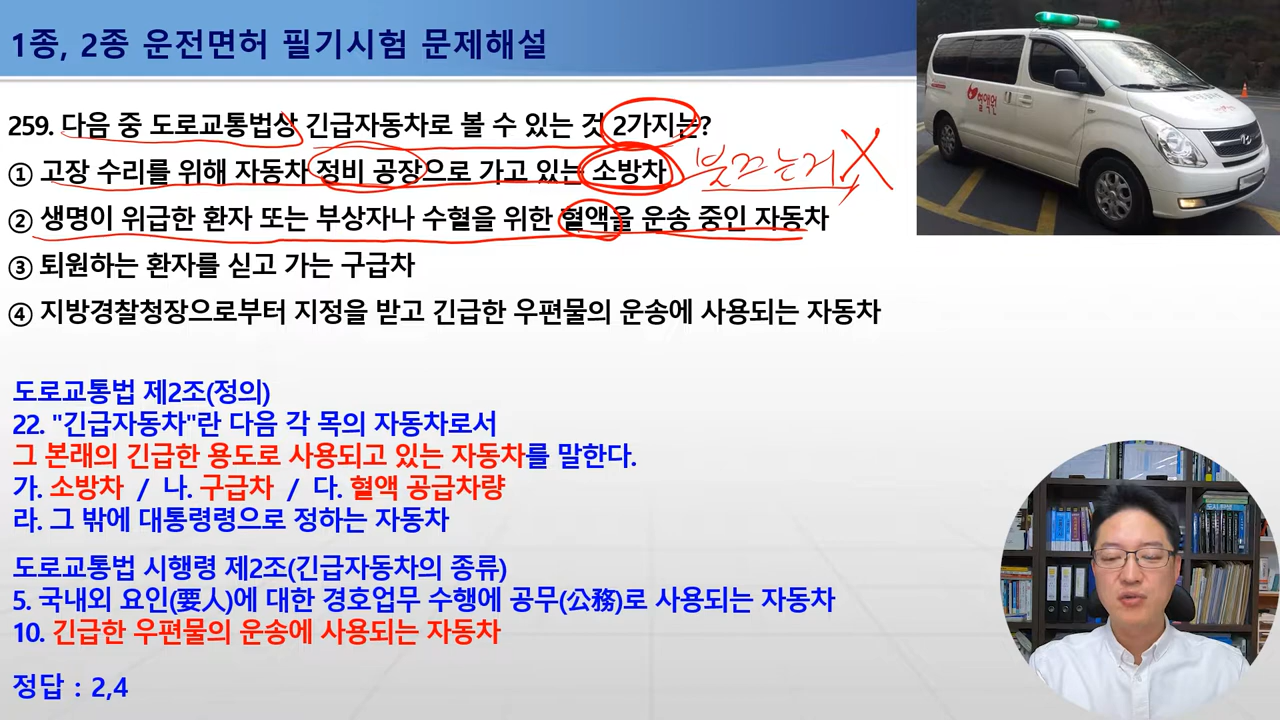 1종, 2종 운전면허 필기시험 문제해설
259. 다음 중 도로교통법상 긴급자동차로 볼 수 있는 것 2가지는?
① 고장 수리를 위해 자동차 정비 공장으로 가고 있는 소방차
② 생명이 위급한 환자 또는 부상자나 수혈을 위한 혈액을 운송 중인 자동차
③ 퇴원하는 환자를 싣고 가는 구급차
④ 지방경찰청장으로부터 지정을 받고 긴급한 우편물의 운송에 사용되는 자동차
혈액원
도로교통법 제2조(정의)
22. "긴급자동차"란 다음 각 목의 자동차로서
그 본래의 긴급한 용도로 사용되고 있는 자동차를 말한다.
가. 소방차 / 나. 구급차 / 다. 혈액 공급차량
라. 그 밖에 대통령령으로 정하는 자동차
도로교통법 시행령 제2조(긴급자동차의 종류)
5. 국내외 요인(要人)에 대한 경호업무 수행에 공무(公務)로 사용되는 자동차
10. 긴급한 우편물의 운송에 사용되는 자동차
정답 : 2,4